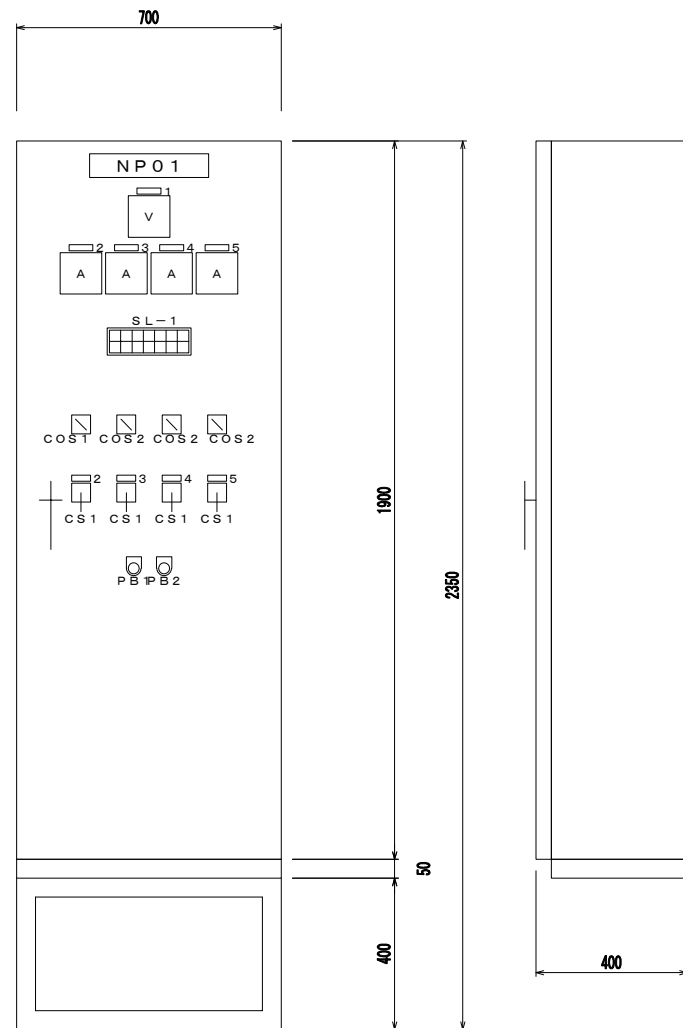 700
NP01
1
V
2 3 4 5
A A A A
SL-1
COS1 COS2 COS2 COS2
2 3 4 5
CS1 CS1 CS1 CS1
PB1 PB2
1900
2350
50
400
400